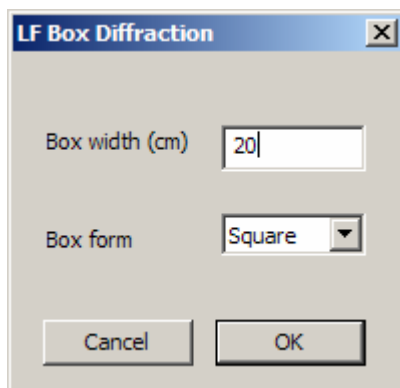 LF Box Diffraction
Box width (cm) 20
Box form Square
Cancel OK